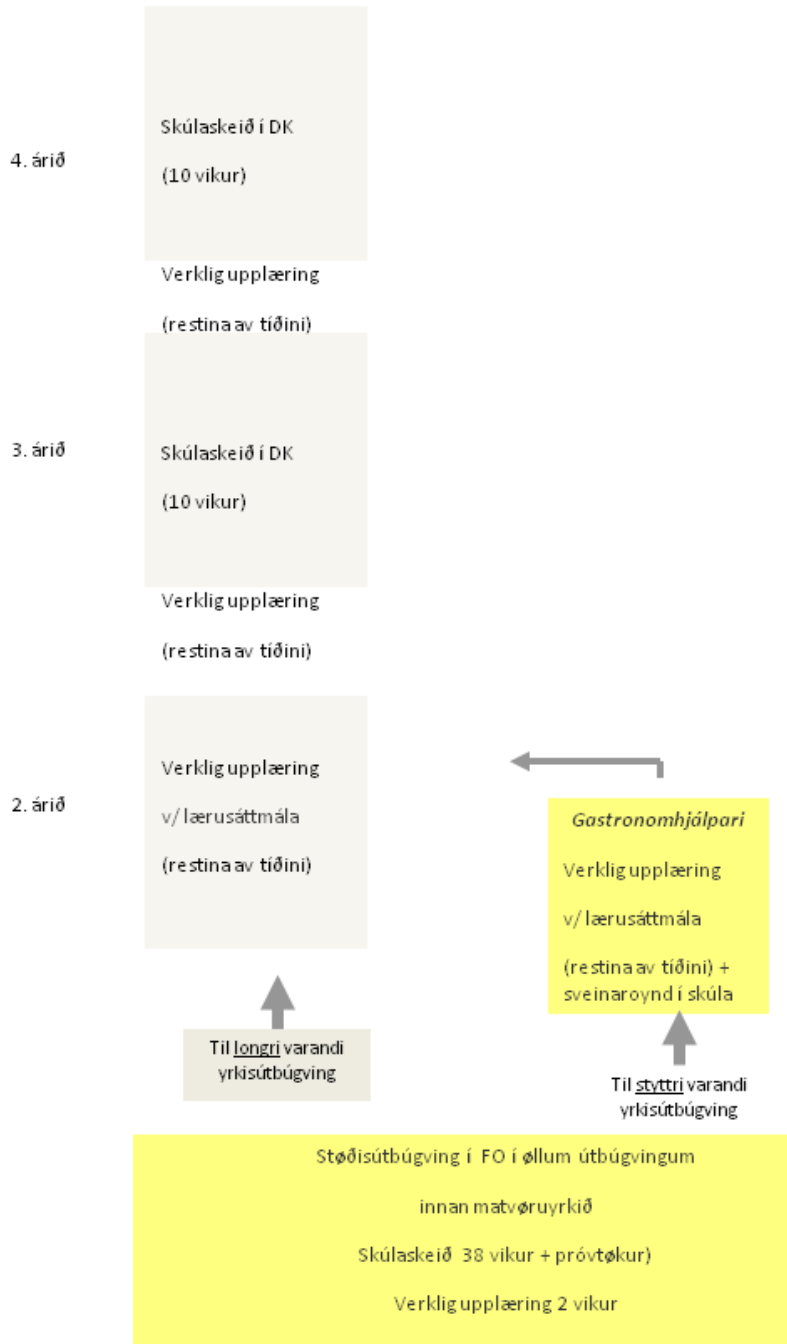 4. árið
Skúlaskeið í DK
(10 vikur)
Verklig upplæring
(restina av tíðini)
3. árið
Skúlaskeið í DK
(10 vikur)
Verklig upplæring
(restina av tíðini)
2. árið
Verklig upplæring
v/ lærusáttmála
(restina av tíðini)
Gastronomhjálpari
Verklig upplæring
v/ lærusáttmála
(restina av tíðini) +
sveinaroynd í skúla
Til longri varandi
yrkisútbúgving
Til styttri varandi
yrkisútbúgving
Støðisútbúgving í FO í øllum útbúgvingum
innan matvøruyrkið
Skúlaskeið 38 vikur + próvtøkur)
Verklig upplæring 2 vikur